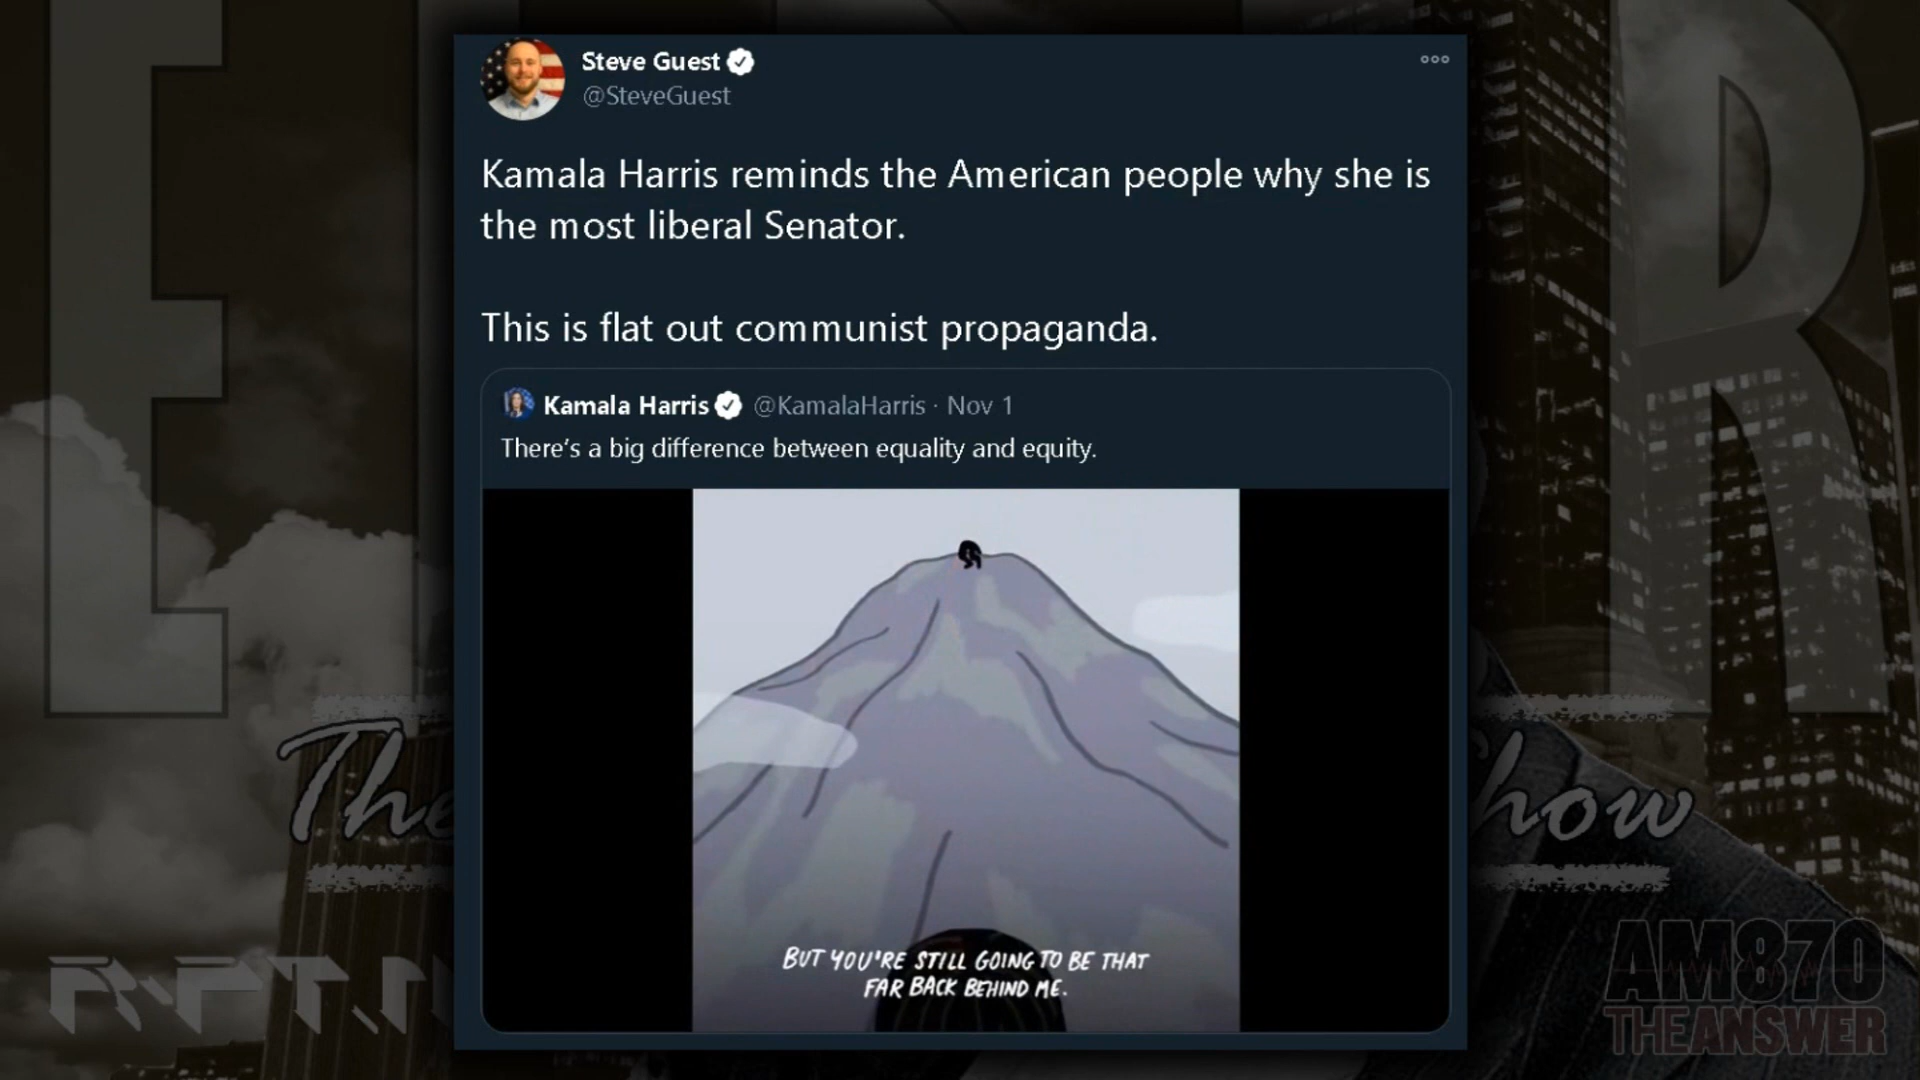 Steve Guest
@SteveGuest
Kamala Harris reminds the American people why she is
the most liberal Senator.
This is flat out communist propaganda.
Kamala Harris @KamalaHarris · Nov 1
There's a big difference between equality and equity.
BUT YOU'RE STILL GOING TO BE THAT
FAR BACK BEHIND ME.
The
how
AM870
THE ANSWER